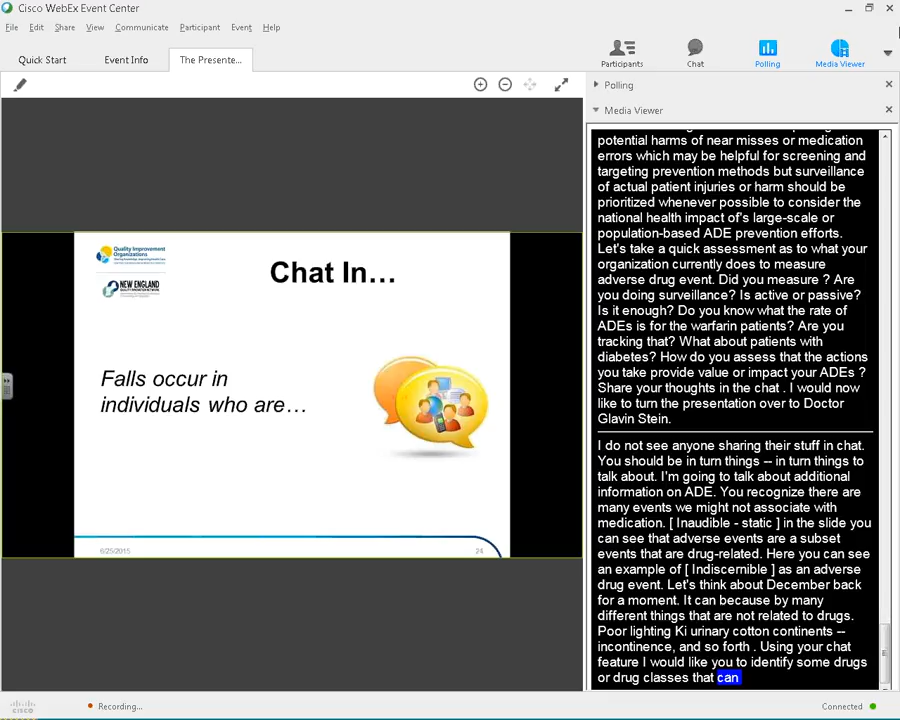 Cisco WebEx Event Center
File Edit Share View Communicate Participant Event Help
Quick Start Event Info The Presente...
Participants Chat Polling Media Viewer
Polling
Media Viewer
Quality Improvement
Organizations
NEW ENGLAND
Chat In…
Falls occur in
individuals who are…
6/25/2015 24
potential harms of near misses or medication
errors which may be helpful for screening and
targeting prevention methods but surveillance
of actual patient injuries or harm should be
prioritized whenever possible to consider the
national health impact of's large-scale or
population-based ADE prevention efforts.
Let's take a quick assessment as to what your
organization currently does to measure
adverse drug event. Did you measure ? Are
you doing surveillance? Is active or passive?
Is it enough? Do you know what the rate of
ADEs is for the warfarin patients? Are you
tracking that? What about patients with
diabetes? How do you assess that the actions
you take provide value or impact your ADEs ?
Share your thoughts in the chat . I would now
like to turn the presentation over to Doctor
Glavin Stein.
I do not see anyone sharing their stuff in chat.
You should be in turn things -- in turn things to
talk about. I'm going to talk about additional
information on ADE. You recognize there are
many events we might not associate with
medication. [ Inaudible - static ] in the slide you
can see that adverse events are a subset
events that are drug-related. Here you can see
an example of [ Indiscernible ] as an adverse
drug event. Let's think about December back
for a moment. It can because by many
different things that are not related to drugs.
Poor lighting Ki urinary cotton continents --
incontinence, and so forth . Using your chat
feature I would like you to identify some drugs
or drug classes that can
cisco Recording... Connected